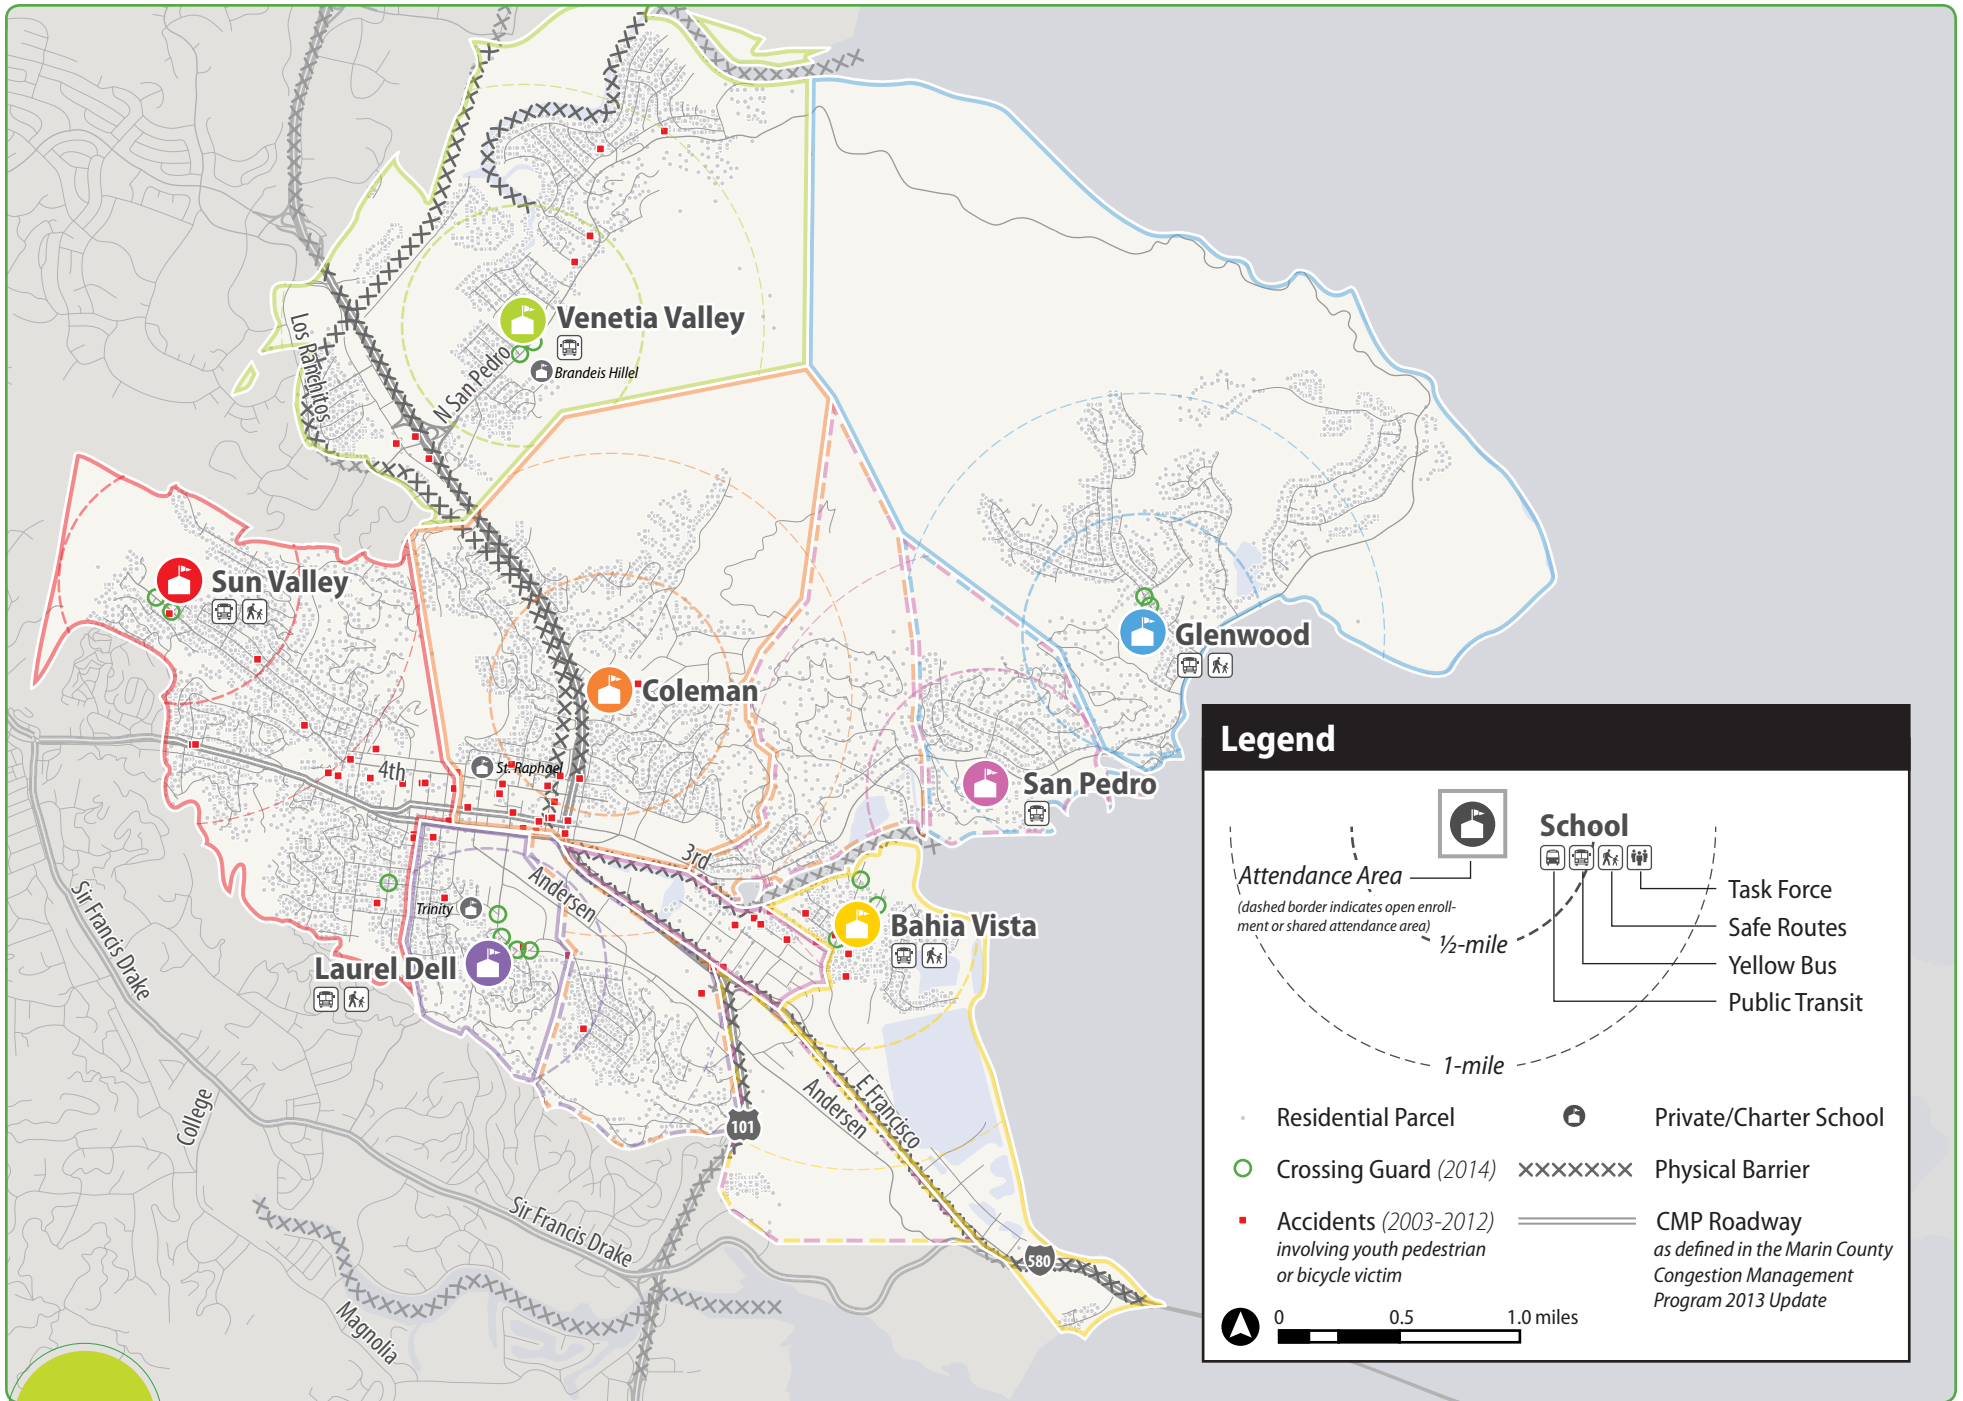 Venetia Valley
Brandeis Hillel
N San Pedro
Los Ranchitos
Sun Valley
Glenwood
Coleman
St. Raphael
4th
San Pedro
3rd
Andersen
Trinity
Bahia Vista
Laurel Dell
Sir Francis Drake
College
E Francisco
Andersen
101
Sir Francis Drake
580
Magnolia
Legend
School
Attendance Area
(dashed border indicates open enroll-
ment or shared attendance area)
½-mile
1-mile
Task Force
Safe Routes
Yellow Bus
Public Transit
Residential Parcel
Private/Charter School
Crossing Guard (2014)
Physical Barrier
Accidents (2003-2012)
involving youth pedestrian
or bicycle victim
CMP Roadway
as defined in the Marin County
Congestion Management
Program 2013 Update
0 0.5 1.0 miles